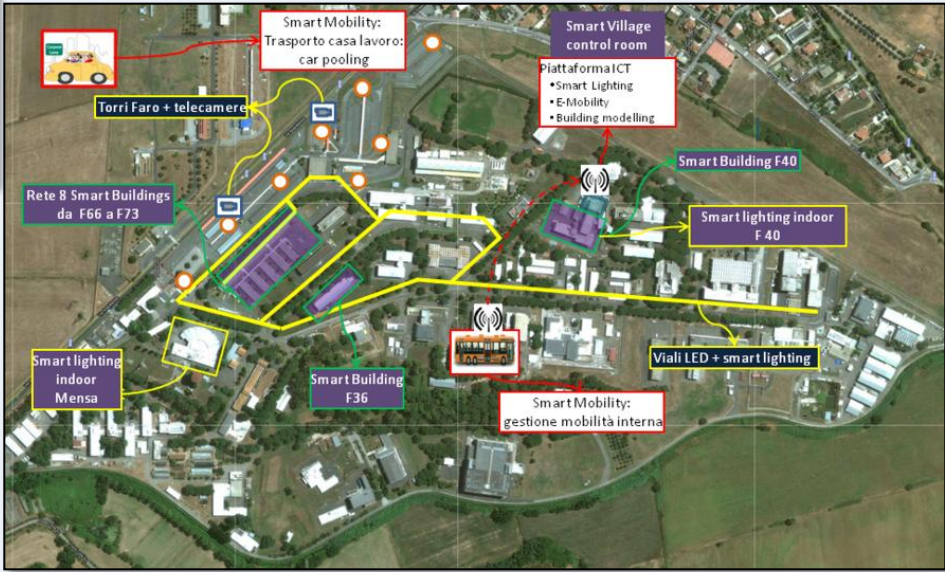 Smart Mobility:
Trasporto casa lavoro:
car pooling
Smart Village
control room
Piattaforma ICT
•Smart Lighting
•E-Mobility
•Building modelling
Torri Faro + telecamere
Smart Building F40
Rete 8 Smart Buildings
da F66 a F73
Smart lighting indoor
F 40
Smart lighting
indoor
Mensa
Smart Building
F36
Viali LED + smart lighting
Smart Mobility:
gestione mobilità interna